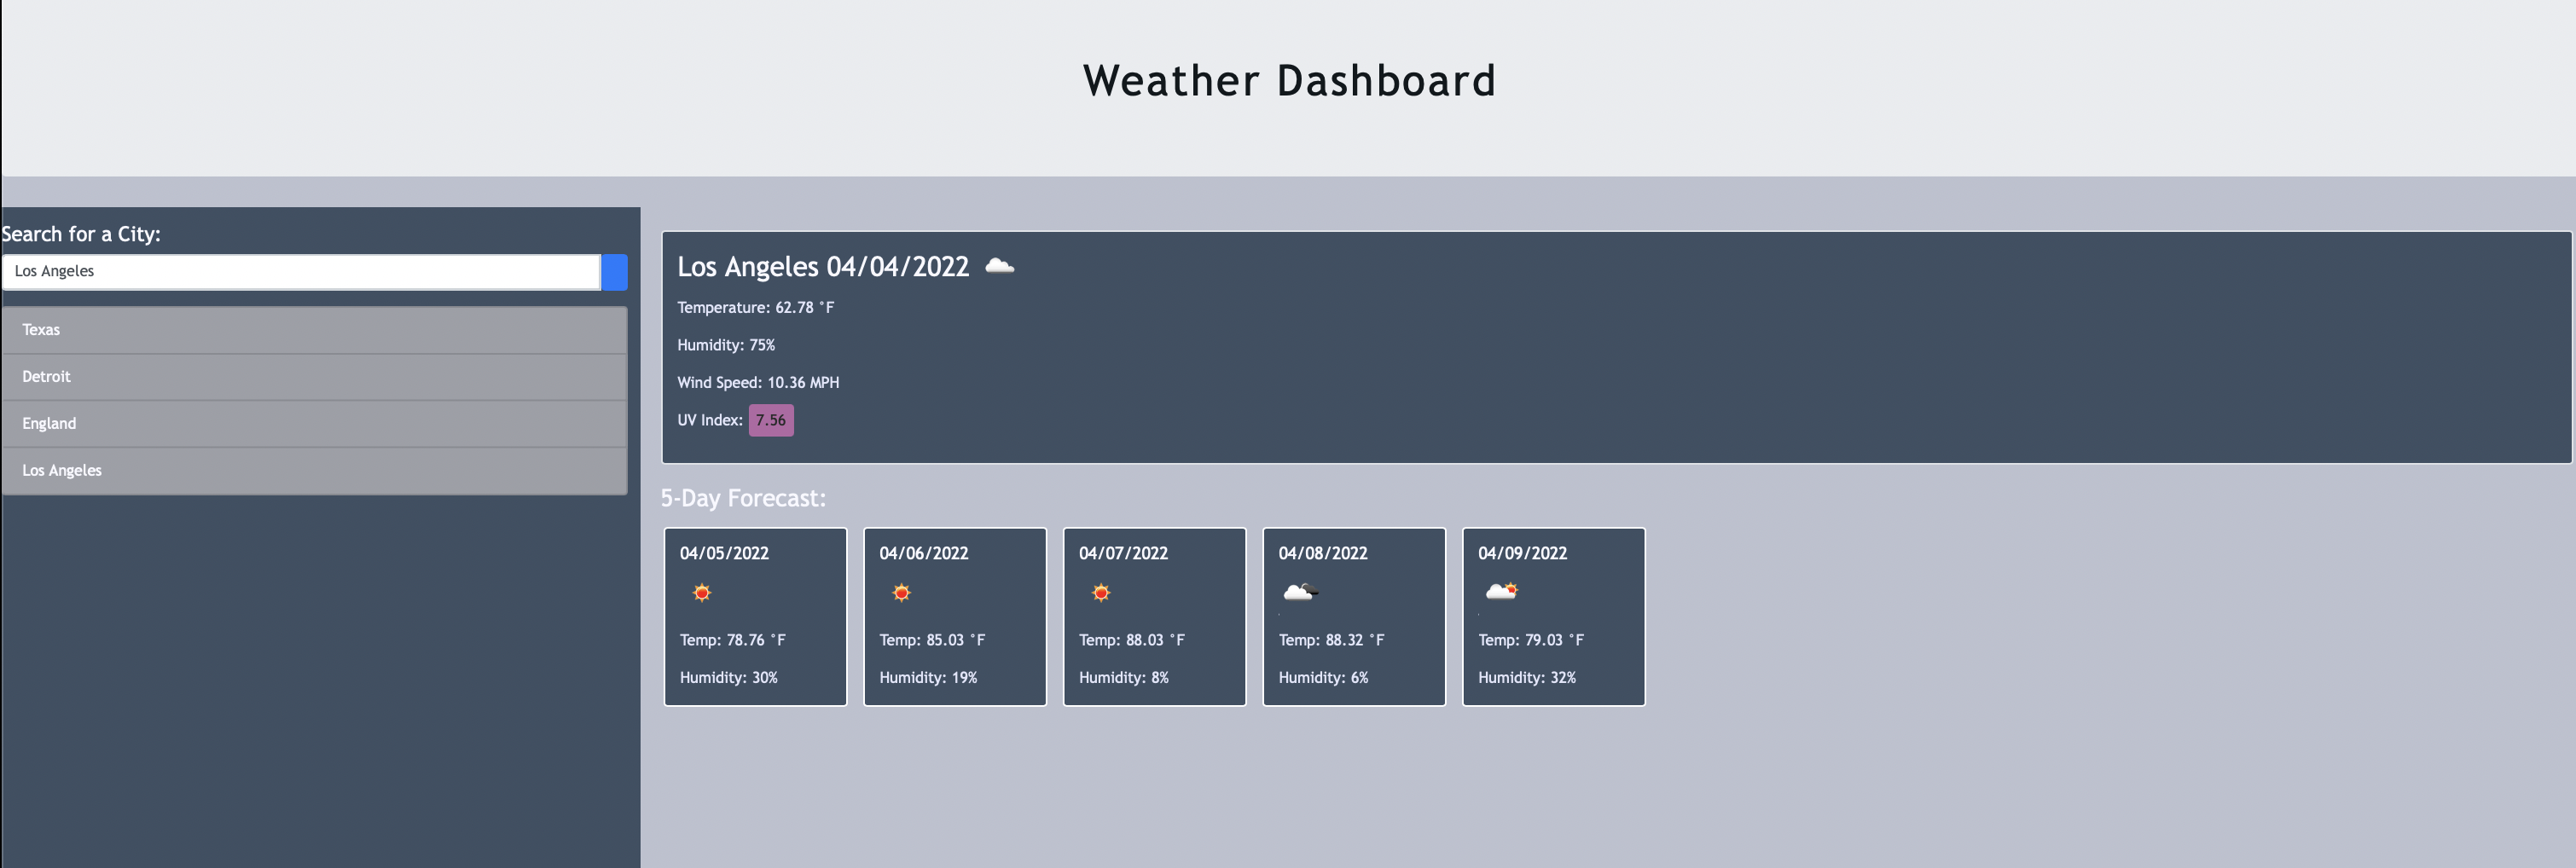 Weather Dashboard
Search for a City:
Los Angeles
Texas
Detroit
England
Los Angeles
Los Angeles 04/04/2022
Temperature: 62.78 °F
Humidity: 75%
Wind Speed: 10.36 MPH
UV Index: 7.56
5-Day Forecast:
04/05/2022
Temp: 78.76 °F
Humidity: 30%
04/06/2022
Temp: 85.03 °F
Humidity: 19%
04/07/2022
Temp: 88.03 °F
Humidity: 8%
04/08/2022
Temp: 88.32 °F
Humidity: 6%
04/09/2022
Temp: 79.03 °F
Humidity: 32%